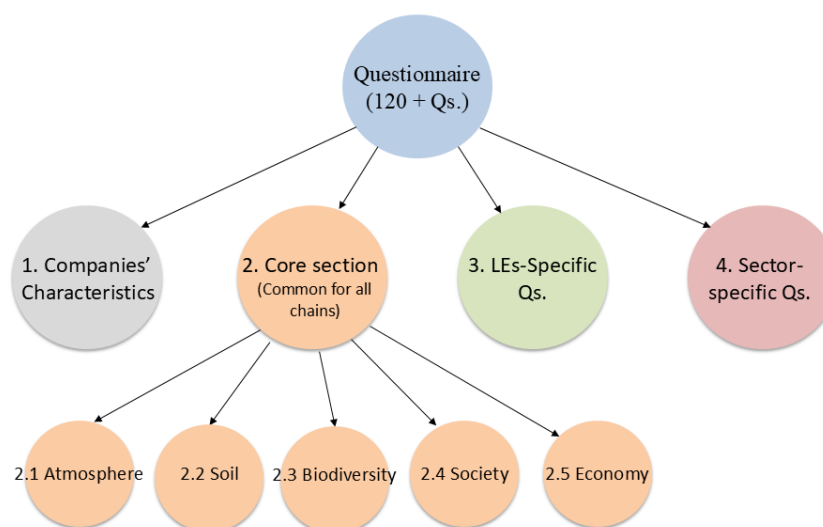 Questionnaire
(120 + Qs.)
1. Companies’
Characteristics
2. Core section
(Common for all
chains)
3. LEs-Specific
Qs.
4. Sector-
specific Qs.
2.1 Atmosphere
2.2 Soil
2.3 Biodiversity
2.4 Society
2.5 Economy